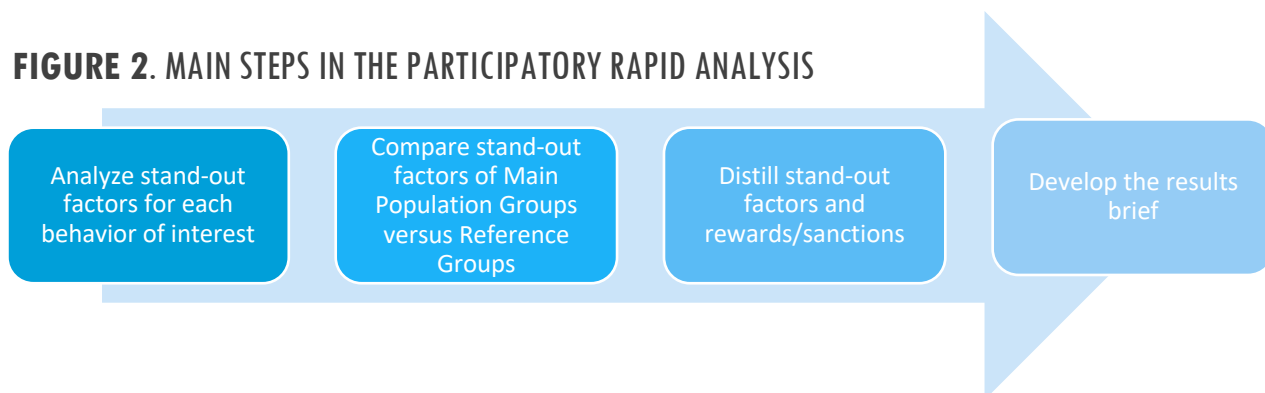 FIGURE 2. MAIN STEPS IN THE PARTICIPATORY RAPID ANALYSIS
Analyze stand-out
factors for each
behavior of interest
Compare stand-out
factors of Main
Population Groups
versus Reference
Groups
Distill stand-out
factors and
rewards/sanctions
Develop the results
brief